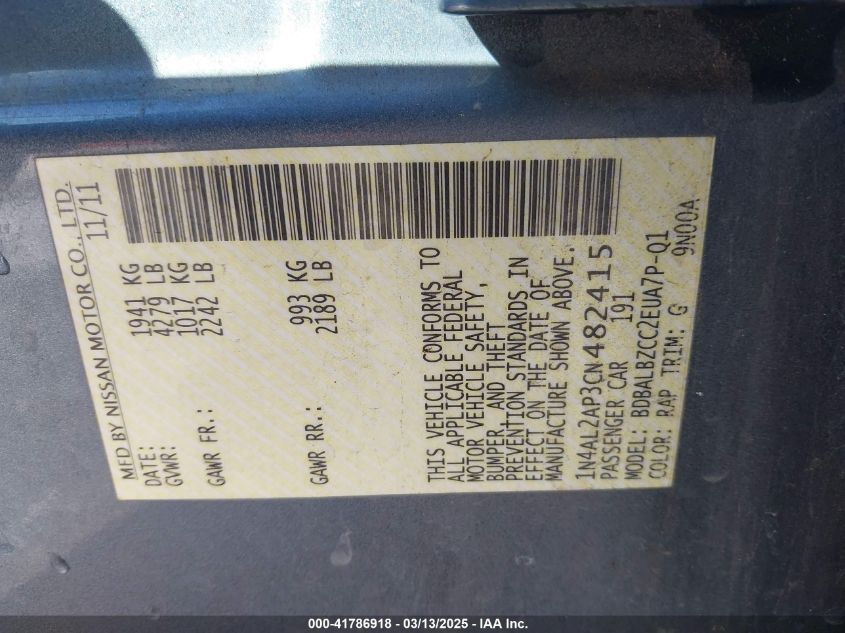 MFD BY NISSAN MOTOR CO., LTD.
DATE: 11/11
GVWR: 1941 KG
4279 LB
GAWR FR.: 1017 KG
2242 LB
GAWR RR.: 993 KG
2189 LB
THIS VEHICLE CONFORMS TO
ALL APPLICABLE FEDERAL
MOTOR VEHICLE SAFETY,
BUMPER, AND THEFT
PREVENTION STANDARDS IN
EFFECT ON THE DATE OF
MANUFACTURE SHOWN ABOVE.
1N4AL2AP3CN482415
PASSENGER CAR 191
MODEL: BDBALBZCC2EUA7P-Q1
COLOR: RAP TRIM: G 9N00A
000-41786918 | 03/13/2025 - IAA Inc.